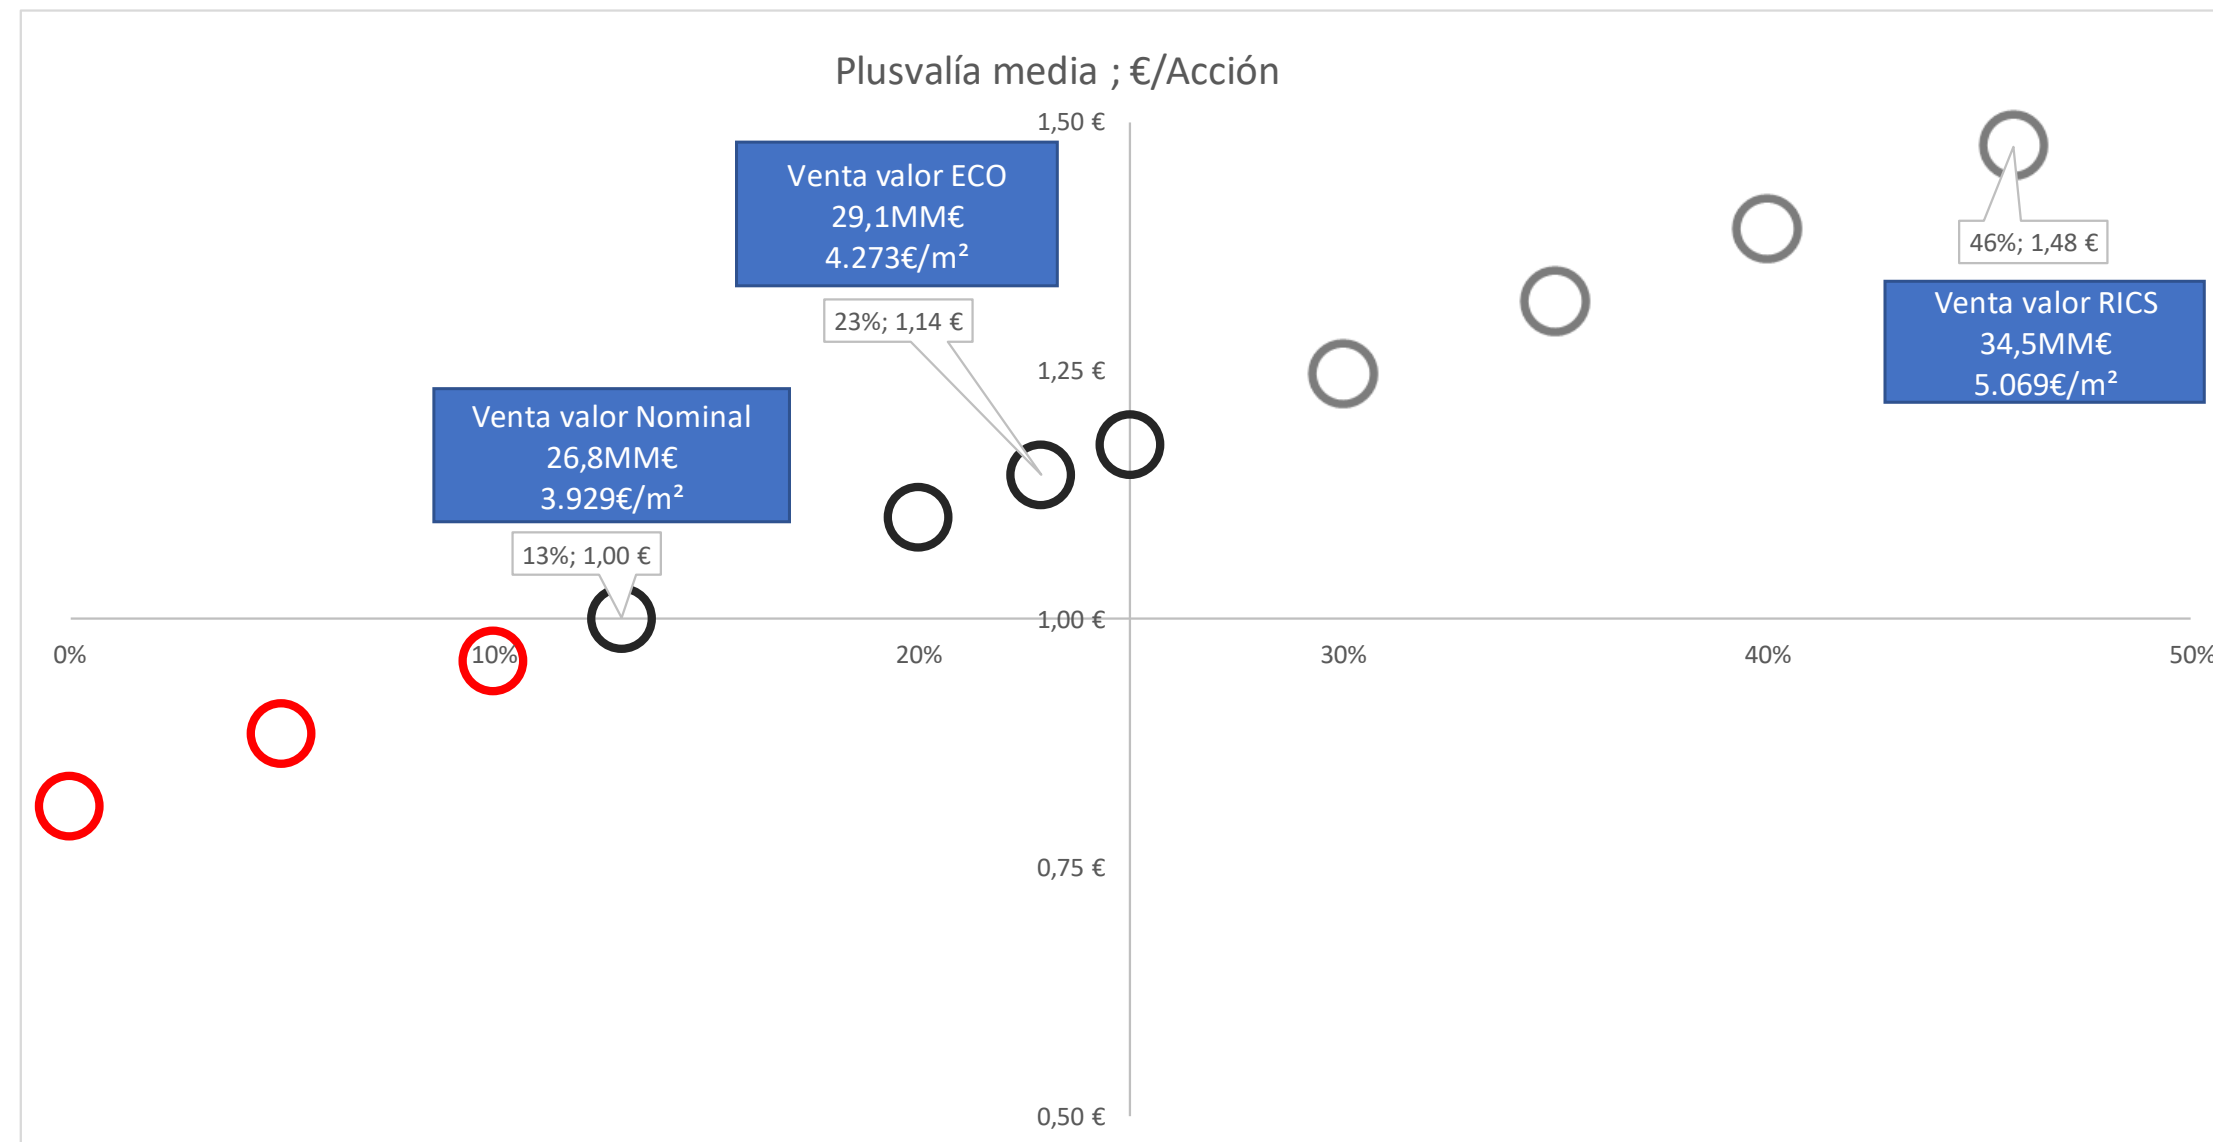 Plusvalía media ; €/Acción
1,50 €
Venta valor ECO
29,1MM€
4.273€/m²
23%; 1,14 €
46%; 1,48 €
Venta valor RICS
34,5MM€
5.069€/m²
1,25 €
Venta valor Nominal
26,8MM€
3.929€/m²
13%; 1,00 €
1,00 €
0%
10%
20%
30%
40%
50%
0,75 €
0,50 €